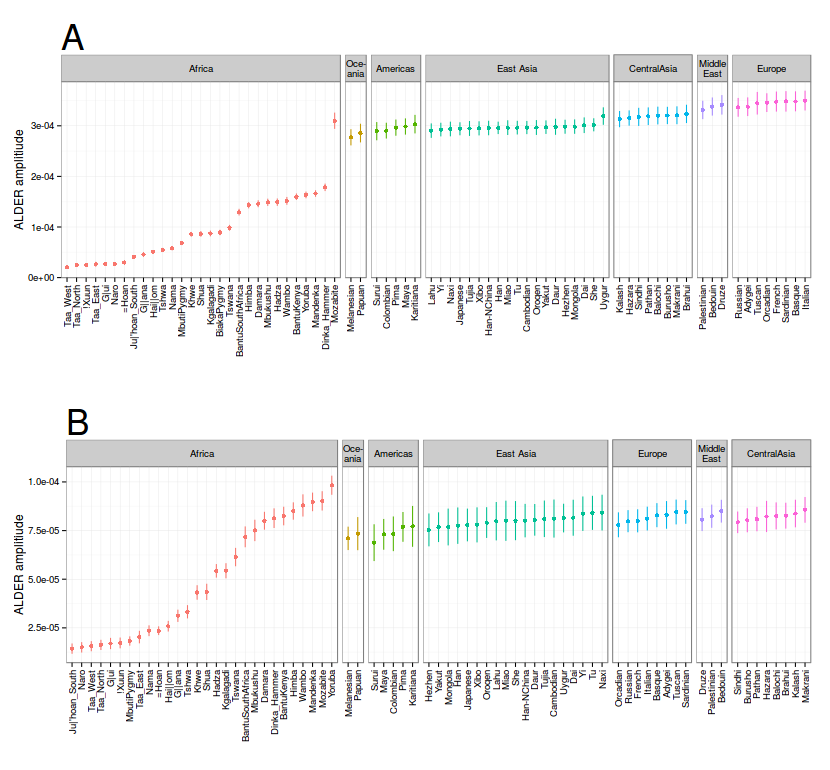 A
Africa
Oce-
ania
Americas
East Asia
CentralAsia
Middle
East
Europe
ALDER amplitiude
3e-04
2e-04
1e-04
0e+00
Taa_West
Taa_North
!Xuun
Taa_East
G|ui
Naro
=Hoan
Ju|'hoan_South
G||ana
Hai||om
Tshwa
Nama
MbutiPygmy
Khwe
Shua
Kgalagadi
BiakaPygmy
Tswana
BantuSouthAfrica
Himba
Damara
Mbukushu
Hadza
Wambo
BantuKenya
Yoruba
Mandenka
Dinka_Hammer
Mozabite
Melanesian
Papuan
Surui
Colombian
Pima
Maya
Karitiana
Lahu
Yi
Naxi
Japanese
Tujia
Xibo
Han-NChina
Han
Miao
Tu
Cambodian
Oroqen
Yakut
Daur
Hezhen
Mongola
Dai
She
Uygur
Kalash
Hazara
Sindhi
Pathan
Balochi
Burusho
Makrani
Brahui
Palestinian
Bedouin
Druze
Russian
Adygei
Tuscan
Orcadian
French
Sardinian
Basque
Italian
B
Africa
Oce-
ania
Americas
East Asia
Europe
Middle
East
CentralAsia
ALDER amplitiude
1.0e-04
7.5e-05
5.0e-05
2.5e-05
Ju|'hoan_South
Naro
Taa_West
Taa_North
G|ui
!Xuun
MbutiPygmy
Taa_East
Nama
=Hoan
Hai||om
G||ana
Tshwa
Khwe
Shua
Hadza
Kgalagadi
Tswana
BantuSouthAfrica
Mbukushu
Damara
Dinka_Hammer
BantuKenya
Himba
Wambo
Mandenka
Mozabite
Yoruba
Melanesian
Papuan
Surui
Maya
Colombian
Pima
Karitiana
Hezhen
Yakut
Mongola
Han
Japanese
Xibo
Oroqen
Lahu
Miao
She
Han-NChina
Daur
Tujia
Cambodian
Uygur
Dai
Yi
Tu
Naxi
Orcadian
Russian
French
Italian
Basque
Adygei
Tuscan
Sardinian
Druze
Palestinian
Bedouin
Sindhi
Burusho
Pathan
Hazara
Balochi
Brahui
Kalash
Makrani